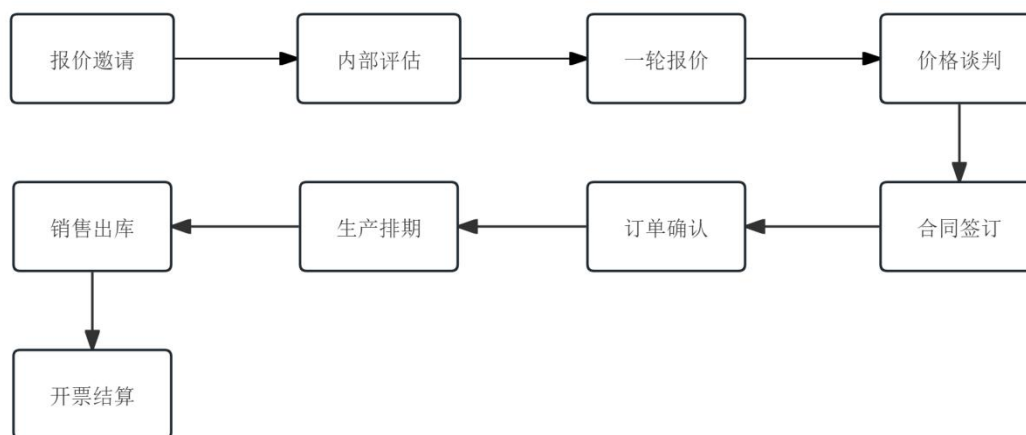 报价邀请
内部评估
一轮报价
价格谈判
合同签订
订单确认
生产排期
销售出库
开票结算